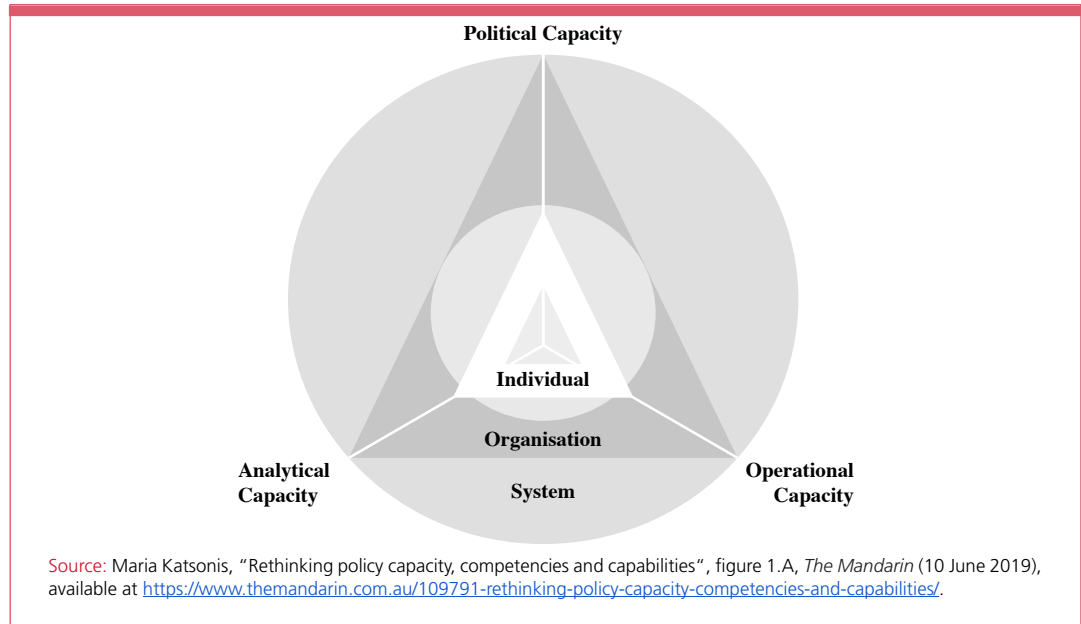 Political Capacity
Individual
Organisation
Analytical
Capacity
Operational
Capacity
System
Source: Maria Katsonis, “Rethinking policy capacity, competencies and capabilities”, figure 1.A, The Mandarin (10 June 2019),
available at https://www.themandarin.com.au/109791-rethinking-policy-capacity-competencies-and-capabilities/.